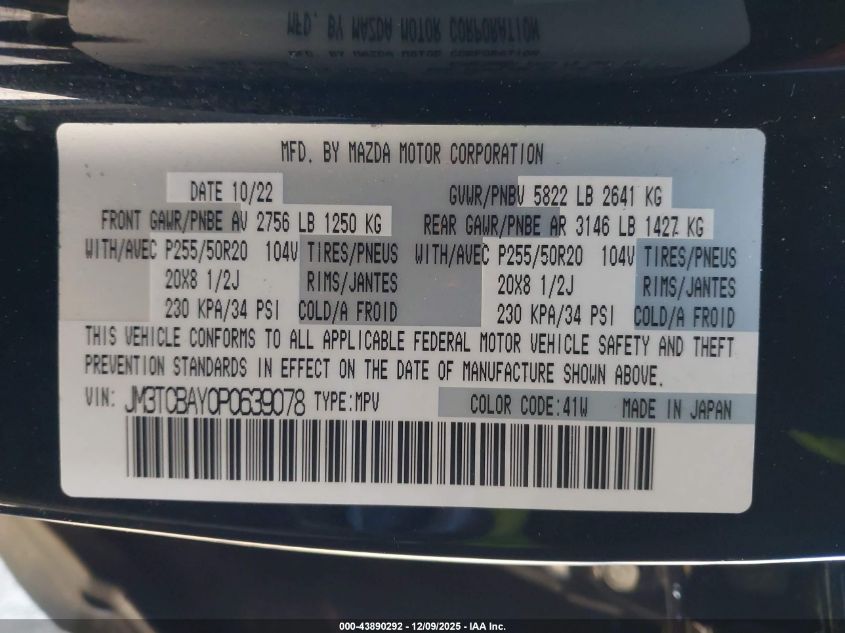 MFD. BY MAZDA MOTOR CORPORATION
MFD. BY MAZDA MOTOR CORPORATION
DATE 10/22 GVWR/PNBV 5822 LB 2641 KG
FRONT GAWR/PNBE AV 2756 LB 1250 KG REAR GAWR/PNBE AR 3146 LB 1427 KG
WITH/AVEC P255/50R20 104V TIRES/PNEUS WITH/AVEC P255/50R20 104V TIRES/PNEUS
20X8 1/2J RIMS/JANTES 20X8 1/2J RIMS/JANTES
230 KPA/34 PSI COLD/A FROID 230 KPA/34 PSI COLD/A FROID
THIS VEHICLE CONFORMS TO ALL APPLICABLE FEDERAL MOTOR VEHICLE SAFETY AND THEFT
PREVENTION STANDARDS IN EFFECT ON THE DATE OF MANUFACTURE SHOWN ABOVE.
VIN: JM3TCBAY0P0639078 TYPE:MPV COLOR CODE:41W MADE IN JAPAN
000-43890292 - 12/09/2025 - IAA Inc.